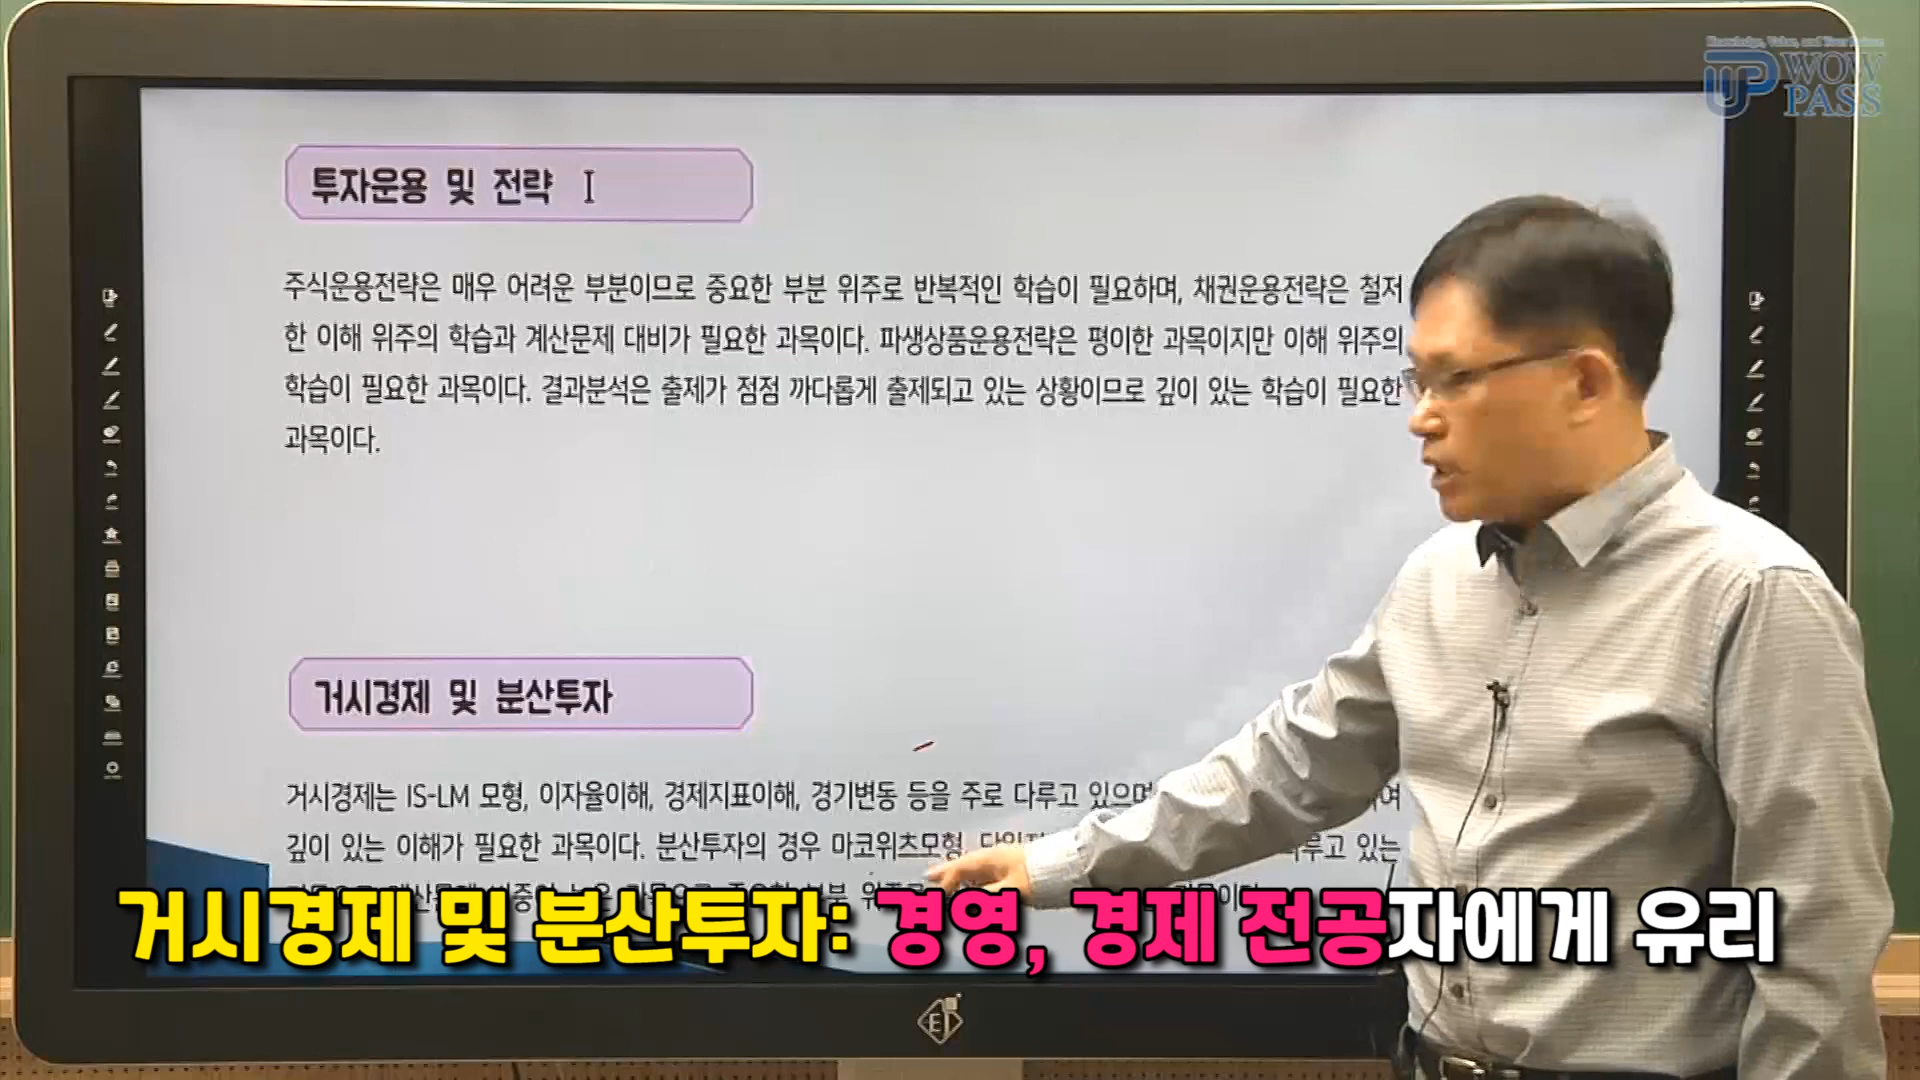 WOW
PASS
투자운용 및 전략 I
주식운용전략은 매우 어려운 부분이므로 중요한 부분 위주로 반복적인 학습이 필요하며, 채권운용전략은 철저
한 이해 위주의 학습과 계산문제 대비가 필요한 과목이다. 파생상품운용전략은 평이한 과목이지만 이해 위주의
학습이 필요한 과목이다. 결과분석은 출제가 점점 까다롭게 출제되고 있는 상황이므로 깊이 있는 학습이 필요한
과목이다.
거시경제 및 분산투자
거시경제는 IS-LM 모형, 이자율이해, 경제지표이해, 경기변동 등을 주로 다루고 있으며
깊이 있는 이해가 필요한 과목이다. 분산투자의 경우 마코위츠모형, 있는
거시경제 및 분산투자: 경영, 경제 전공자에게 유리